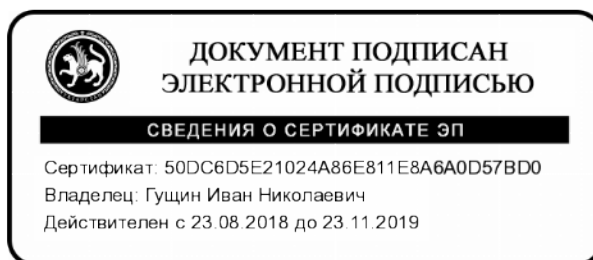 ДОКУМЕНТ ПОДПИСАН
ЭЛЕКТРОННОЙ ПОДПИСЬЮ
СВЕДЕНИЯ О СЕРТИФИКАТЕ ЭП
Сертификат: 50DC6D5E21024A86E811E8A6A0D57BD0
Владелец: Гущин Иван Николаевич
Действителен с 23.08.2018 до 23.11.2019